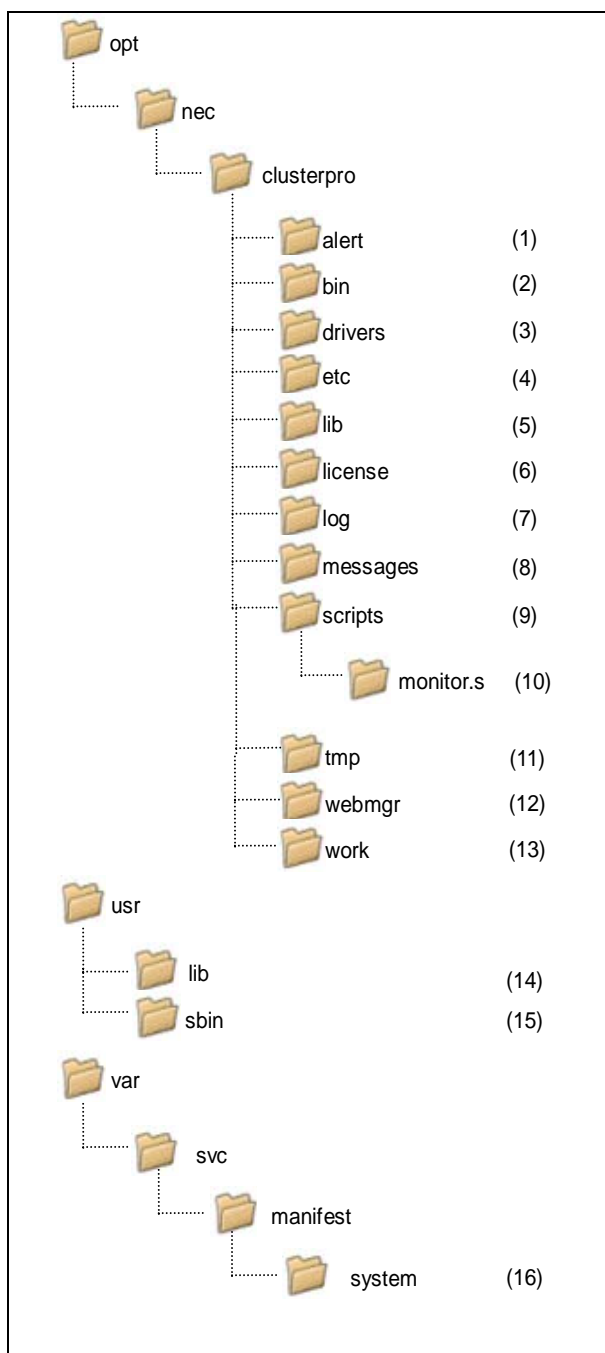 opt
nec
clusterpro
alert (1)
bin (2)
drivers (3)
etc (4)
lib (5)
license (6)
log (7)
messages (8)
scripts (9)
monitor.s (10)
tmp (11)
webmgr (12)
work (13)
usr
lib (14)
sbin (15)
var
svc
manifest
system (16)